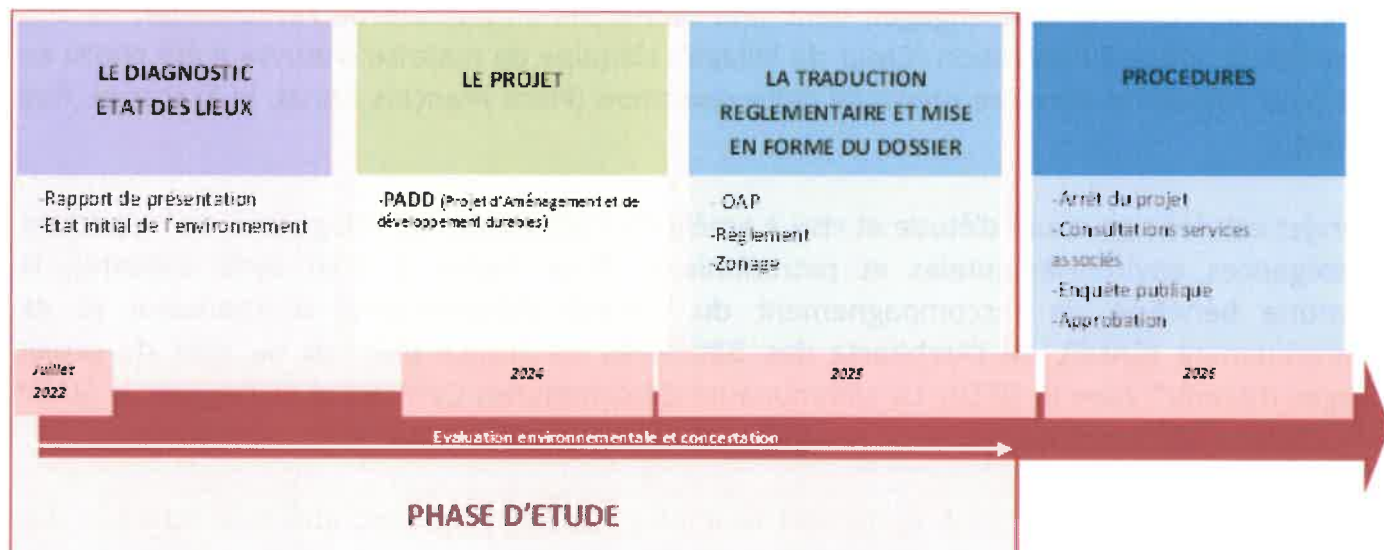 LE DIAGNOSTIC
ETAT DES LIEUX
-Rapport de présentation
-Etat initial de l'environnement
LE PROJET
-PADD (Projet d'Aménagement et de
développement durables)
LA TRADUCTION
REGLEMENTAIRE ET MISE
EN FORME DU DOSSIER
-OAP
-Règlement
-Zonage
PROCEDURES
-Arrêt du projet
-Consultations services
associés
-Enquête publique
-Approbation
Juillet
2022
2024
2025
2026
Evaluation environnementale et concertation
PHASE D'ETUDE